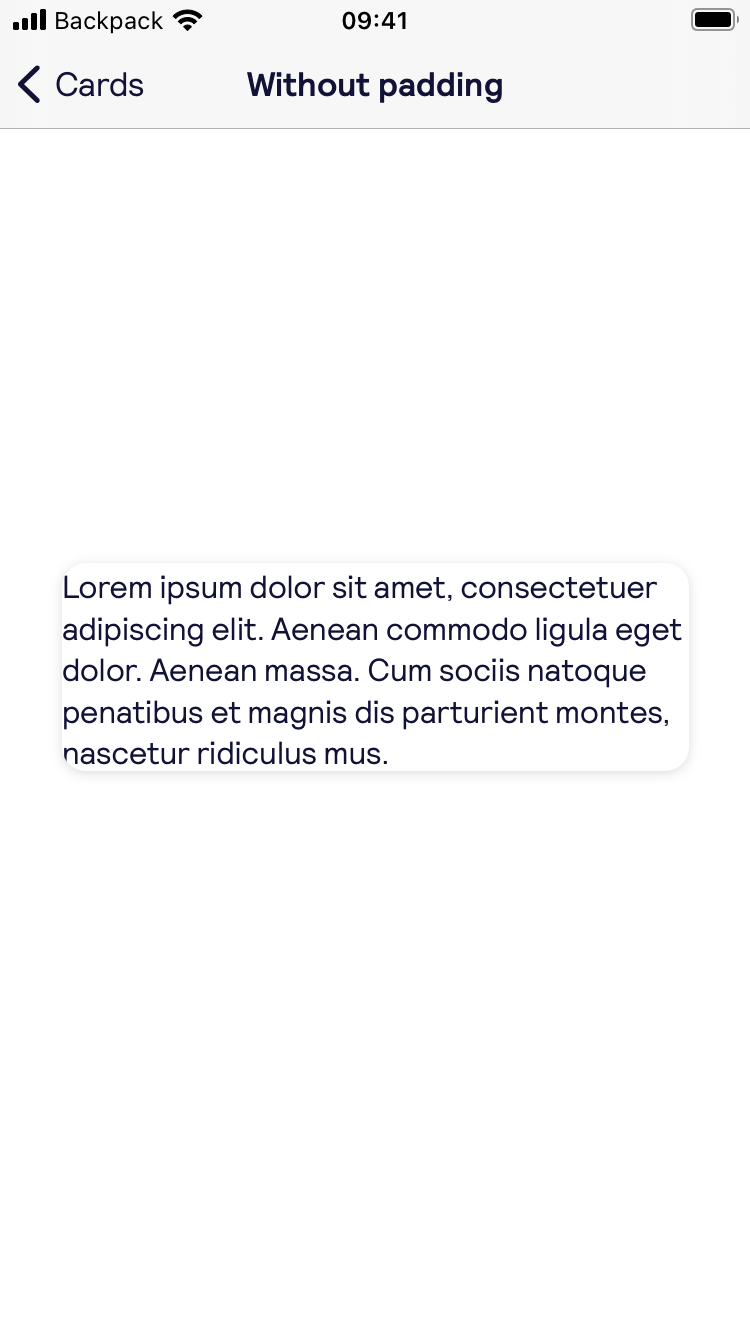 Backpack 09:41
Cards Without padding
Lorem ipsum dolor sit amet, consectetuer
adipiscing elit. Aenean commodo ligula eget
dolor. Aenean massa. Cum sociis natoque
penatibus et magnis dis parturient montes,
nascetur ridiculus mus.